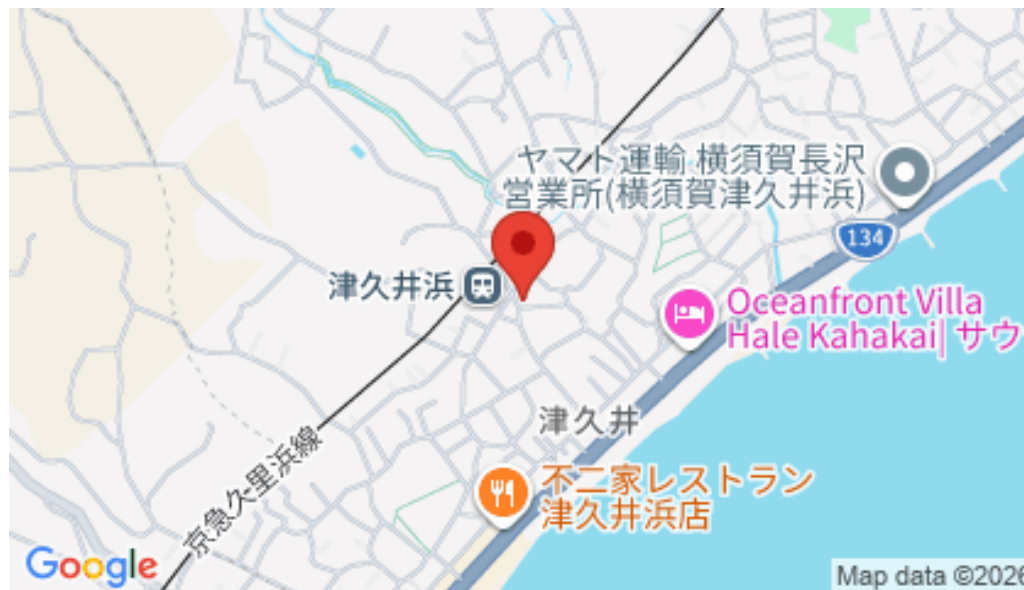 ヤマト運輸 横須賀長沢
営業所(横須賀津久井浜)
134
津久井浜
Oceanfront Villa
Hale Kahakai| サウ
津久井
京急久里浜線
不二家レストラン
津久井浜店
Google
Map data ©2026